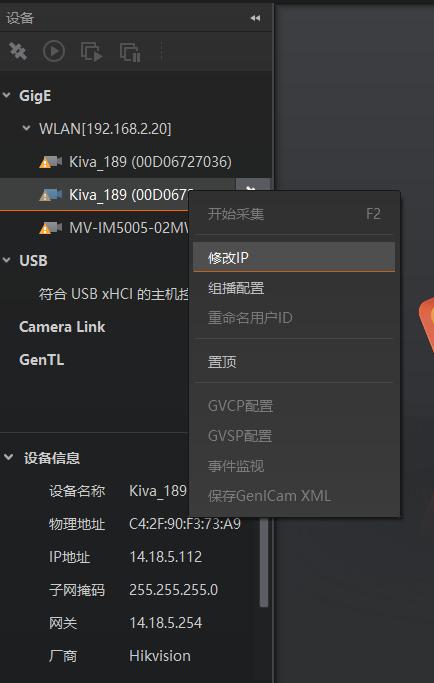 设备
GigE
WLAN[192.168.2.20]
Kiva_189 (00D06727036)
Kiva_189 (00D067
MV-IM5005-02M
开始采集 F2
修改IP
组播配置
重命名用户ID
置顶
GVCP配置
GVSP配置
事件监视
保存GenICam XML
USB
符合 USB xHCI 的主机
Camera Link
GenTL
设备信息
设备名称 Kiva_189
物理地址 C4:2F:90:F3:73:A9
IP地址 14.18.5.112
子网掩码 255.255.255.0
网关 14.18.5.254
厂商 Hikvision